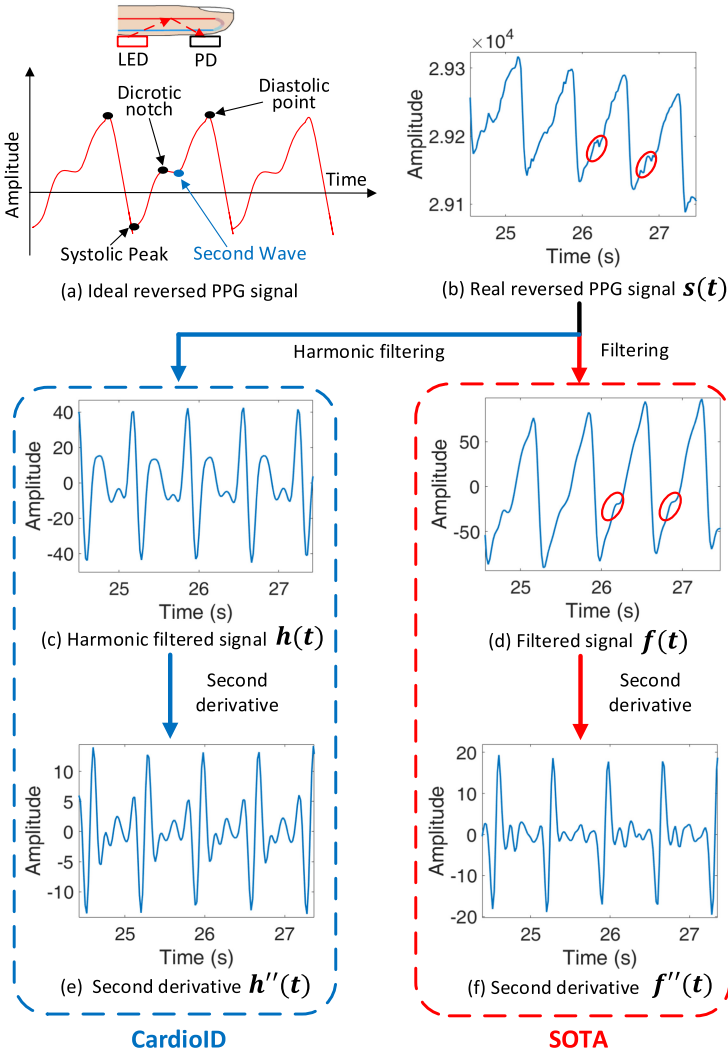 LED
PD
Dicrotic
notch
Diastolic
point
Amplitude
Time
Systolic Peak
Second Wave
(a) Ideal reversed PPG signal
×10⁴
2.93
2.92
2.91
Amplitude
25
26
27
Time (s)
(b) Real reversed PPG signal s(t)
Harmonic filtering
Filtering
40
20
0
-20
-40
Amplitude
25
26
27
Time (s)
(c) Harmonic filtered signal h(t)
50
0
-50
Amplitude
25
26
27
Time (s)
(d) Filtered signal f(t)
Second
derivative
Second
derivative
10
5
0
-5
-10
Amplitude
25
26
27
Time (s)
(e) Second derivative h′′(t)
20
10
0
-10
-20
Amplitude
25
26
27
Time (s)
(f) Second derivative f′′(t)
CardioID
SOTA